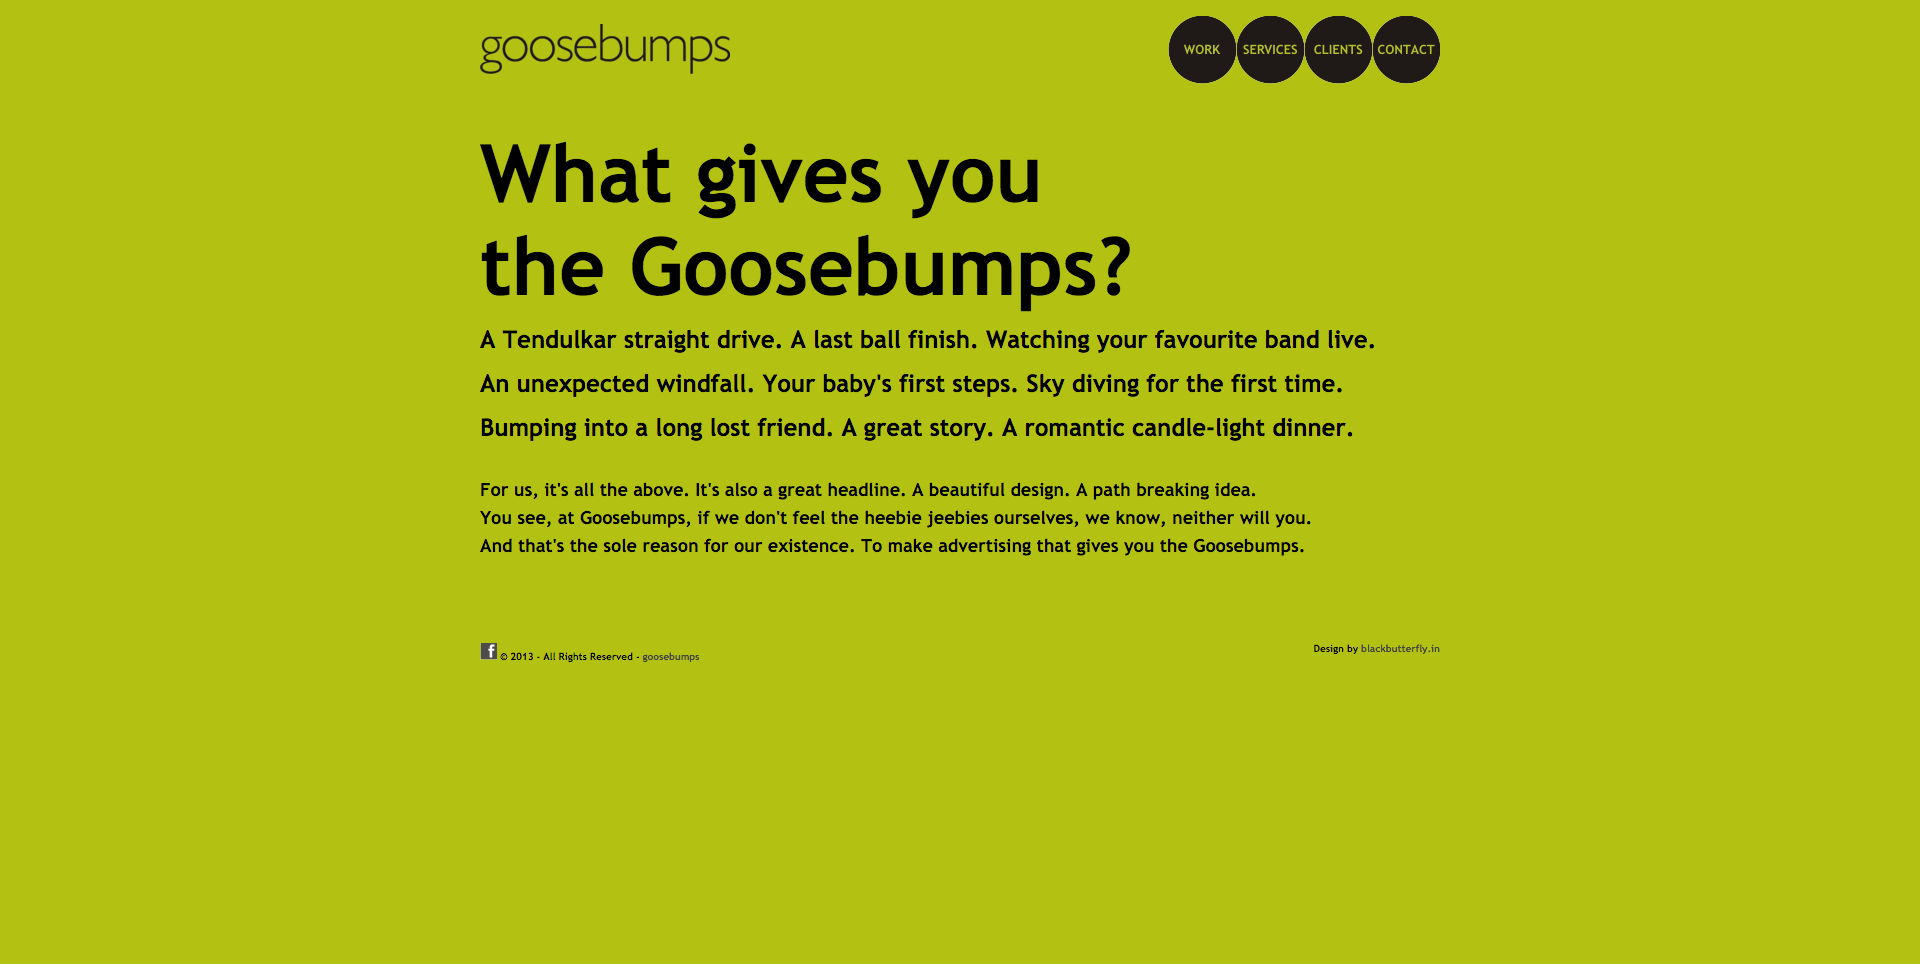 goosebumps
WORK
SERVICES
CLIENTS
CONTACT
What gives you
the Goosebumps?
A Tendulkar straight drive. A last ball finish. Watching your favourite band live.
An unexpected windfall. Your baby's first steps. Sky diving for the first time.
Bumping into a long lost friend. A great story. A romantic candle-light dinner.
For us, it's all the above. It's also a great headline. A beautiful design. A path breaking idea.
You see, at Goosebumps, if we don't feel the heebie jeebies ourselves, we know, neither will you.
And that's the sole reason for our existence. To make advertising that gives you the Goosebumps.
f © 2013 - All Rights Reserved - goosebumps
Design by blackbutterfly.in